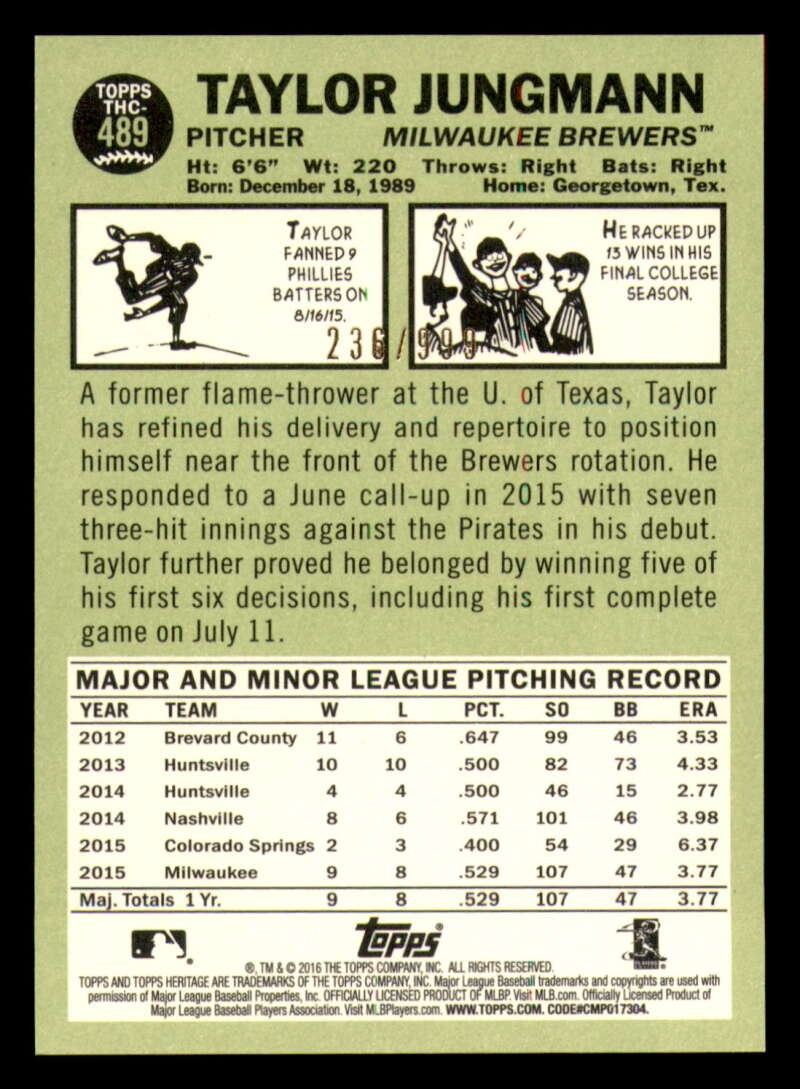 TOPPS
THC-
489
TAYLOR JUNGMANN
PITCHER MILWAUKEE BREWERS™
Ht: 6'6" Wt: 220 Throws: Right Bats: Right
Born: December 18, 1989 Home: Georgetown, Tex.
TAYLOR
FANNED 9
PHILLIES
BATTERS ON
8/16/15.
HE RACKED UP
13 WINS IN HIS
FINAL COLLEGE
SEASON.
236/999
A former flame-thrower at the U. of Texas, Taylor
has refined his delivery and repertoire to position
himself near the front of the Brewers rotation. He
responded to a June call-up in 2015 with seven
three-hit innings against the Pirates in his debut.
Taylor further proved he belonged by winning five of
his first six decisions, including his first complete
game on July 11.
MAJOR AND MINOR LEAGUE PITCHING RECORD
YEAR TEAM W L PCT. SO BB ERA
2012 Brevard County 11 6 .647 99 46 3.53
2013 Huntsville 10 10 .500 82 73 4.33
2014 Huntsville 4 4 .500 46 15 2.77
2014 Nashville 8 6 .571 101 46 3.98
2015 Colorado Springs 2 3 .400 54 29 6.37
2015 Milwaukee 9 8 .529 107 47 3.77
Maj. Totals 1 Yr. 9 8 .529 107 47 3.77
Topps®
®, TM & © 2016 THE TOPPS COMPANY, INC. ALL RIGHTS RESERVED.
TOPPS AND TOPPS HERITAGE ARE TRADEMARKS OF THE TOPPS COMPANY, INC. Major League Baseball trademarks and copyrights are used with
permission of Major League Baseball Properties, Inc. OFFICIALLY LICENSED PRODUCT OF MLBP. Visit MLB.com. Officially Licensed Product of
Major League Baseball Players Association. Visit MLBPlayers.com. WWW.TOPPS.COM. CODE#CMP017304.